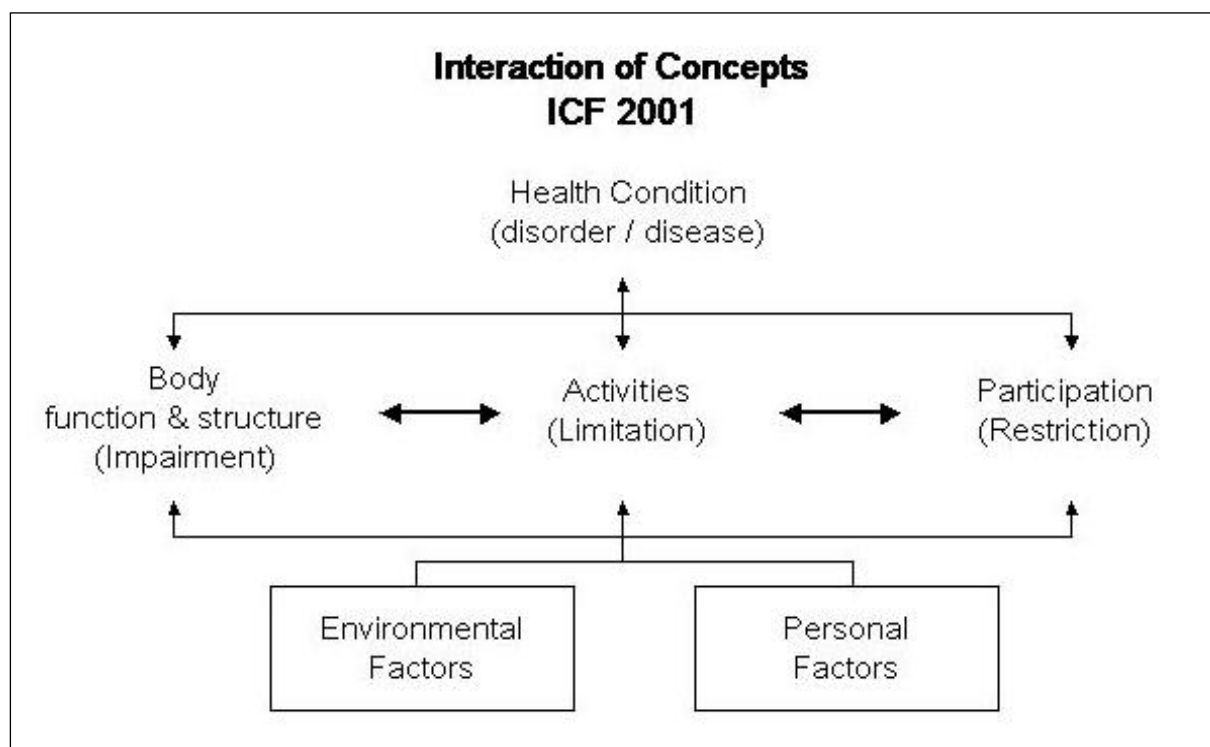 Interaction of Concepts
ICF 2001
Health Condition
(disorder / disease)
Body
function & structure
(Impairment)
Activities
(Limitation)
Participation
(Restriction)
Environmental
Factors
Personal
Factors